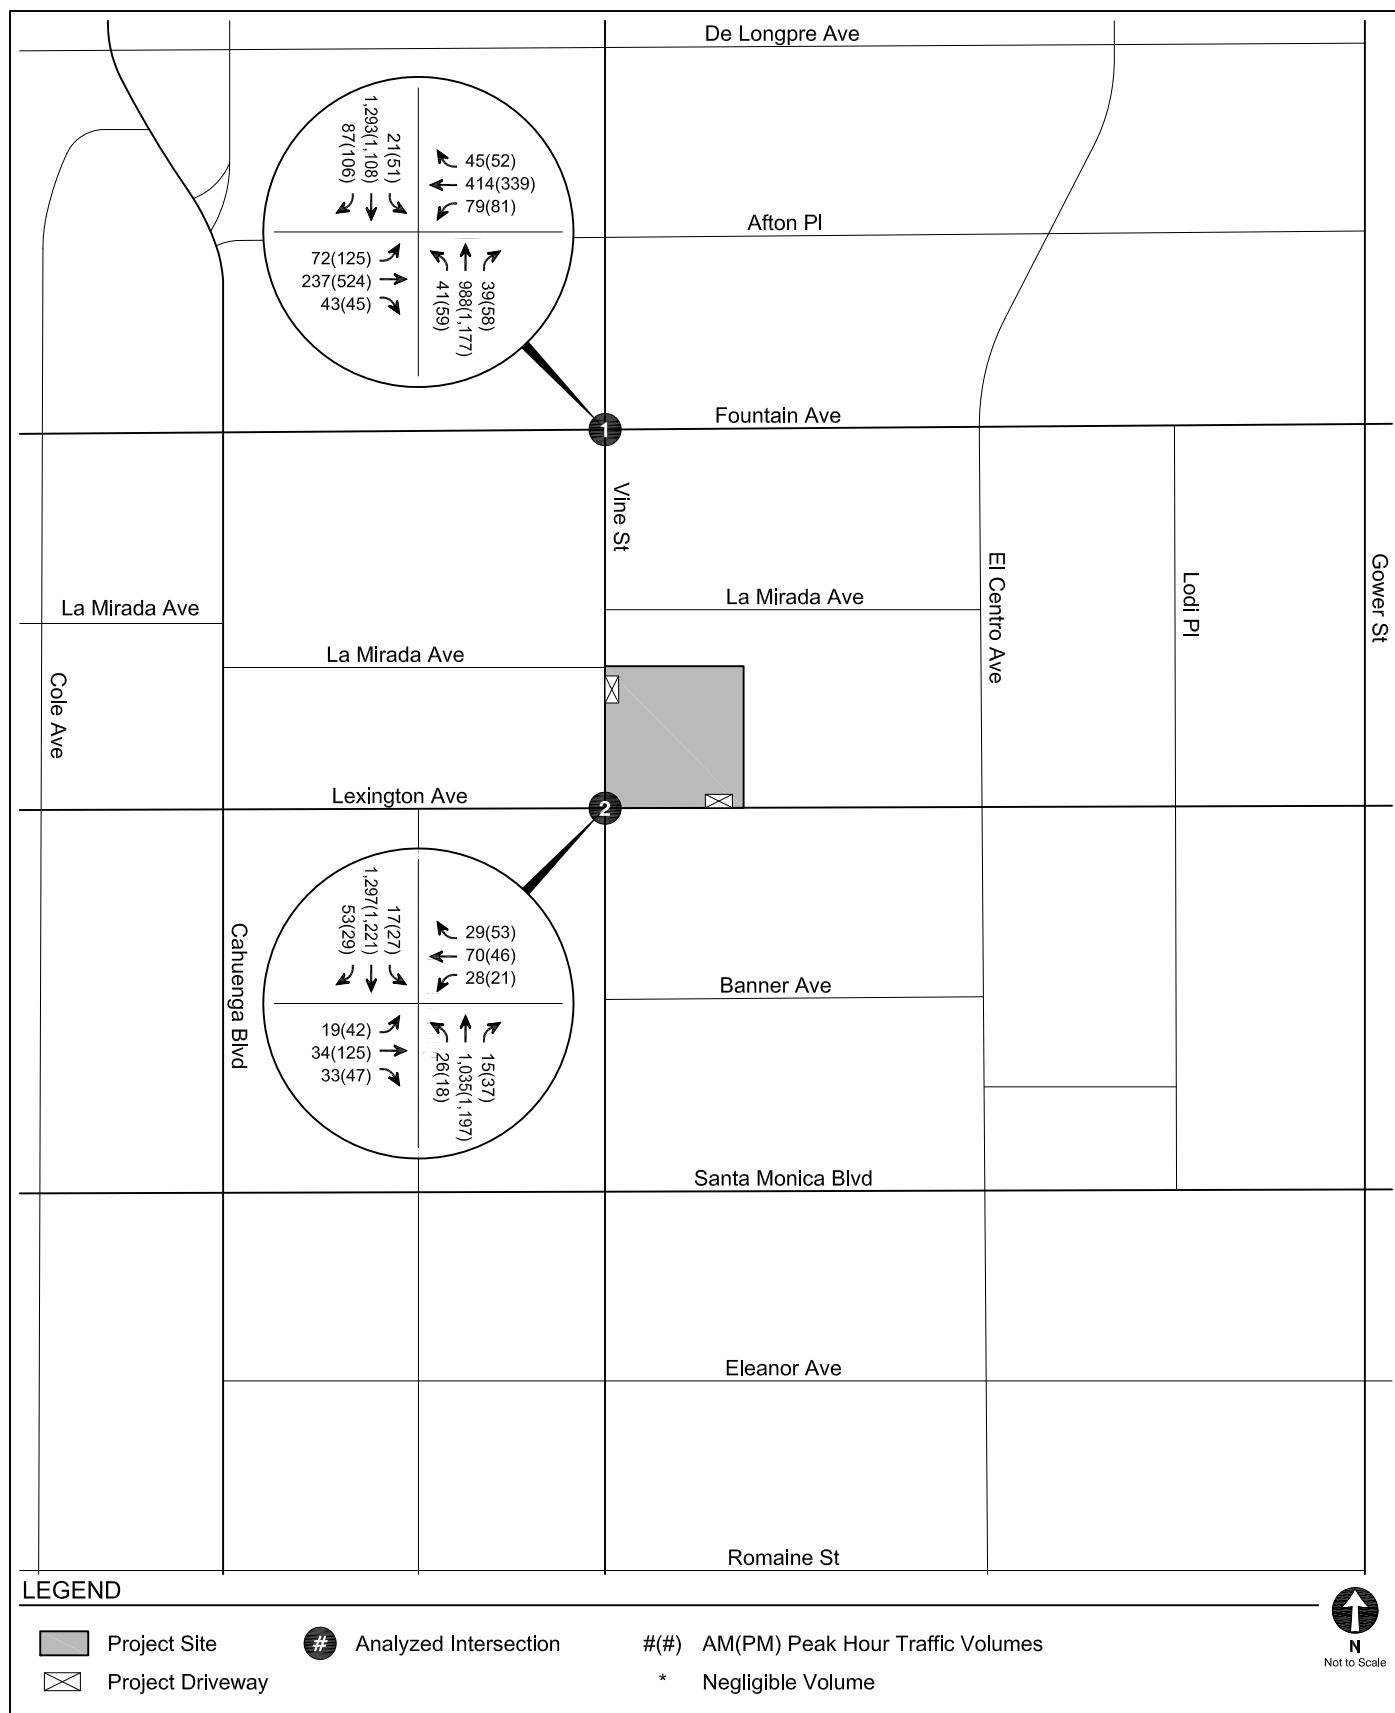 De Longpre Ave
87(106)
1,293(1,108)
21(51)
45(52)
414(339)
79(81)
72(125)
237(524)
43(45)
41(59)
988(1,177)
39(58)
Afton Pl
Fountain Ave
1
Vine St
El Centro Ave
Lodi Pl
Gower St
La Mirada Ave
La Mirada Ave
La Mirada Ave
Cole Ave
Lexington Ave
2
53(29)
1,297(1,221)
17(27)
29(53)
70(46)
28(21)
19(42)
34(125)
33(47)
26(18)
1,035(1,197)
15(37)
Cahuenga Blvd
Banner Ave
Santa Monica Blvd
Eleanor Ave
Romaine St
LEGEND
Project Site
# Analyzed Intersection
#(#) AM(PM) Peak Hour Traffic Volumes
Project Driveway
* Negligible Volume
N
Not to Scale